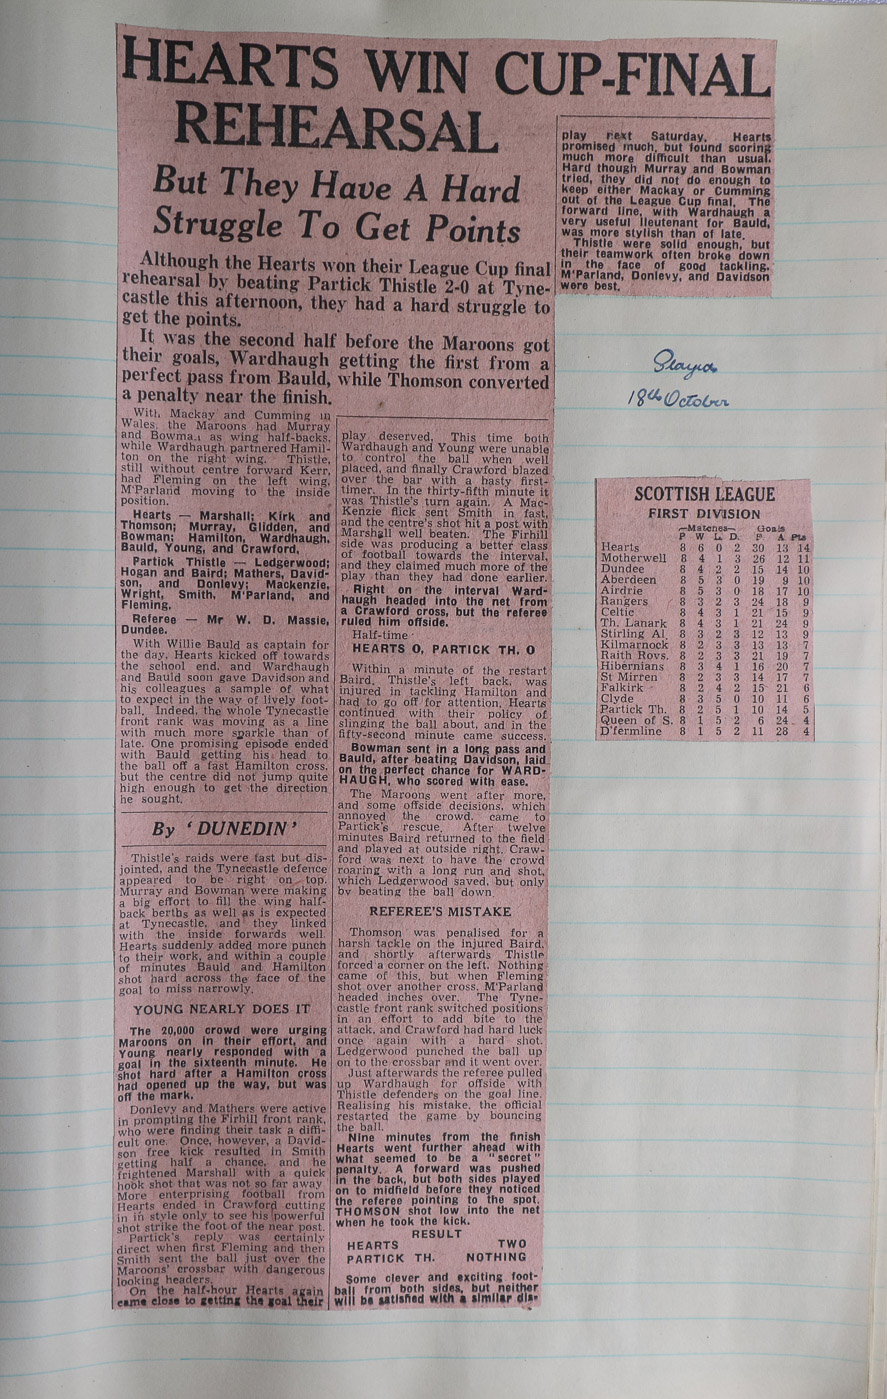 HEARTS WIN CUP-FINAL
REHEARSAL
But They Have A Hard
Struggle To Get Points
Although the Hearts won their League Cup final
rehearsal by beating Partick Thistle 2-0 at Tyne-
castle this afternoon, they had a hard struggle to
get the points.
It was the second half before the Maroons got
their goals, Wardhaugh getting the first from a
perfect pass from Bauld, while Thomson converted
a penalty near the finish.
With Mackay and Cumming in
Wales, the Maroons had Murray
and Bowman as wing half-backs,
while Wardhaugh partnered Hamil-
ton on the right wing. Thistle,
still without centre forward Kerr,
had Fleming on the left wing,
M'Parland moving to the inside
position.
Hearts — Marshall; Kirk and
Thomson; Murray, Glidden, and
Bowman; Hamilton, Wardhaugh,
Bauld, Young, and Crawford.
Partick Thistle — Ledgerwood;
Hogan and Baird; Mathers, David-
son, and Donlevy; Mackenzie,
Wright, Smith, M'Parland, and
Fleming.
Referee — Mr W. D. Massie,
Dundee.
With Willie Bauld as captain for
the day, Hearts kicked off towards
the school end, and Wardhaugh
and Bauld soon gave Davidson and
his colleagues a sample of what
to expect in the way of lively foot-
ball. Indeed, the whole Tynecastle
front rank was moving as a line
with much more sparkle than of
late. One promising episode ended
with Bauld getting his head to
the ball off a fast Hamilton cross,
but the centre did not jump quite
high enough to get the direction
he sought.
By 'DUNEDIN'
Thistle's raids were fast but dis-
jointed, and the Tynecastle defence
appeared to be right on top.
Murray and Bowman were making
a big effort to fill the wing half-
back berths as well as is expected
at Tynecastle, and they linked
with the inside forwards well.
Hearts suddenly added more punch
to their work, and within a couple
of minutes Bauld and Hamilton
shot hard across the face of the
goal to miss narrowly.
YOUNG NEARLY DOES IT
The 20,000 crowd were urging
Maroons on in their effort, and
Young nearly responded with a
goal in the sixteenth minute. He
shot hard after a Hamilton cross
had opened up the way, but was
off the mark.
Donlevy and Mathers were active
in prompting the Firhill front rank,
who were finding their task a diffi-
cult one. Once, however, a David-
son free kick resulted in Smith
getting half a chance, and he
frightened Marshall with a quick
hook shot that was not so far away.
More enterprising football from
Hearts ended in Crawford cutting
in in style only to see his powerful
shot strike the foot of the near post.
Partick's reply was certainly
direct when first Fleming and then
Smith sent the ball just over the
Maroons' crossbar with dangerous
looking headers.
On the half-hour Hearts again
came close to getting the goal their
play deserved. This time both
Wardhaugh and Young were unable
to control the ball when well
placed, and finally Crawford blazed
over the bar with a hasty first-
timer. In the thirty-fifth minute it
was Thistle's turn again. A Mac-
Kenzie flick sent Smith in fast,
and the centre's shot hit a post with
Marshall well beaten. The Firhill
side was producing a better class
of football towards the interval,
and they claimed much more of the
play than they had done earlier.
Right on the interval Ward-
haugh headed into the net from
a Crawford cross, but the referee
ruled him offside.
Half-time
HEARTS 0, PARTICK TH. 0
Within a minute of the restart
Baird, Thistle's left back, was
injured in tackling Hamilton and
had to go off for attention. Hearts
continued with their policy of
slinging the ball about, and in the
fifty-second minute came success.
Bowman sent in a long pass and
Bauld, after beating Davidson, laid
on the perfect chance for WARD-
HAUGH, who scored with ease.
The Maroons went after more,
and some offside decisions, which
annoyed the crowd, came to
Partick's rescue. After twelve
minutes Baird returned to the field
and played at outside right. Craw-
ford was next to have the crowd
roaring with a long run and shot,
which Ledgerwood saved, but only
by beating the ball down.
REFEREE'S MISTAKE
Thomson was penalised for a
harsh tackle on the injured Baird,
and shortly afterwards Thistle
forced a corner on the left. Nothing
came of this, but when Fleming
shot over another cross, M'Parland
headed inches over. The Tyne-
castle front rank switched positions
in an effort to add bite to the
attack, and Crawford had hard luck
once again with a hard shot.
Ledgerwood punched the ball up
on to the crossbar and it went over.
Just afterwards the referee pulled
up Wardhaugh for offside with
Thistle defenders on the goal line.
Realising his mistake, the official
restarted the game by bouncing
the ball.
Nine minutes from the finish
Hearts went further ahead with
what seemed to be a "secret"
penalty. A forward was pushed
in the back, but both sides played
on to midfield before they noticed
the referee pointing to the spot.
THOMSON shot low into the net
when he took the kick.
RESULT
HEARTS TWO
PARTICK TH. NOTHING
Some clever and exciting foot-
ball from both sides, but neither
will be satisfied with a similar dis-
play next Saturday. Hearts
promised much, but found scoring
much more difficult than usual.
Hard though Murray and Bowman
tried, they did not do enough to
keep either Mackay or Cumming
out of the League Cup final. The
forward line, with Wardhaugh a
very useful lieutenant for Bauld,
was more stylish than of late.
Thistle were solid enough, but
their teamwork often broke down
in the face of good tackling.
M'Parland, Donlevy, and Davidson
were best.
Played
18th October
SCOTTISH LEAGUE
FIRST DIVISION
Matches Goals
P W L D. F. A Pts
Hearts 8 6 0 2 30 13 14
Motherwell 8 4 1 3 26 12 11
Dundee 8 4 2 2 15 14 10
Aberdeen 8 5 3 0 19 9 10
Airdrie 8 5 3 0 18 17 10
Rangers 8 3 2 3 24 18 9
Celtic 8 4 3 1 21 15 9
Th. Lanark 8 4 3 1 21 24 9
Stirling Al. 8 3 2 3 12 13 9
Kilmarnock 8 2 3 3 13 13 7
Raith Rovs. 8 2 3 3 21 19 7
Hibernians 8 3 4 1 16 20 7
St Mirren 8 2 3 3 14 17 7
Falkirk 8 2 4 2 15 21 6
Clyde 8 3 5 0 10 11 6
Partick Th. 8 2 5 1 10 14 5
Queen of S. 8 1 5 2 6 24 4
D'fermline 8 1 5 2 11 28 4